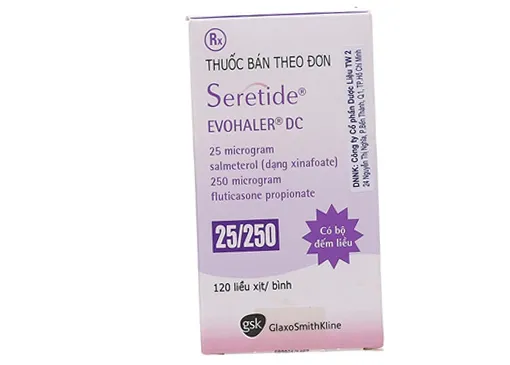 Rx
THUỐC BÁN THEO ĐƠN
Seretide®
EVOHALER® DC
25 microgram
salmeterol (dạng xinafoate)
250 microgram
fluticasone propionate
25/250
Có bộ
đếm liều
120 liều xịt/ bình
gsk GlaxoSmithKline
DNNK: Công ty Cổ phần Dược Liệu TW 2
24 Nguyễn Thị Nghĩa, P.Bến Thành, Q1, TP.Hồ Chí Minh